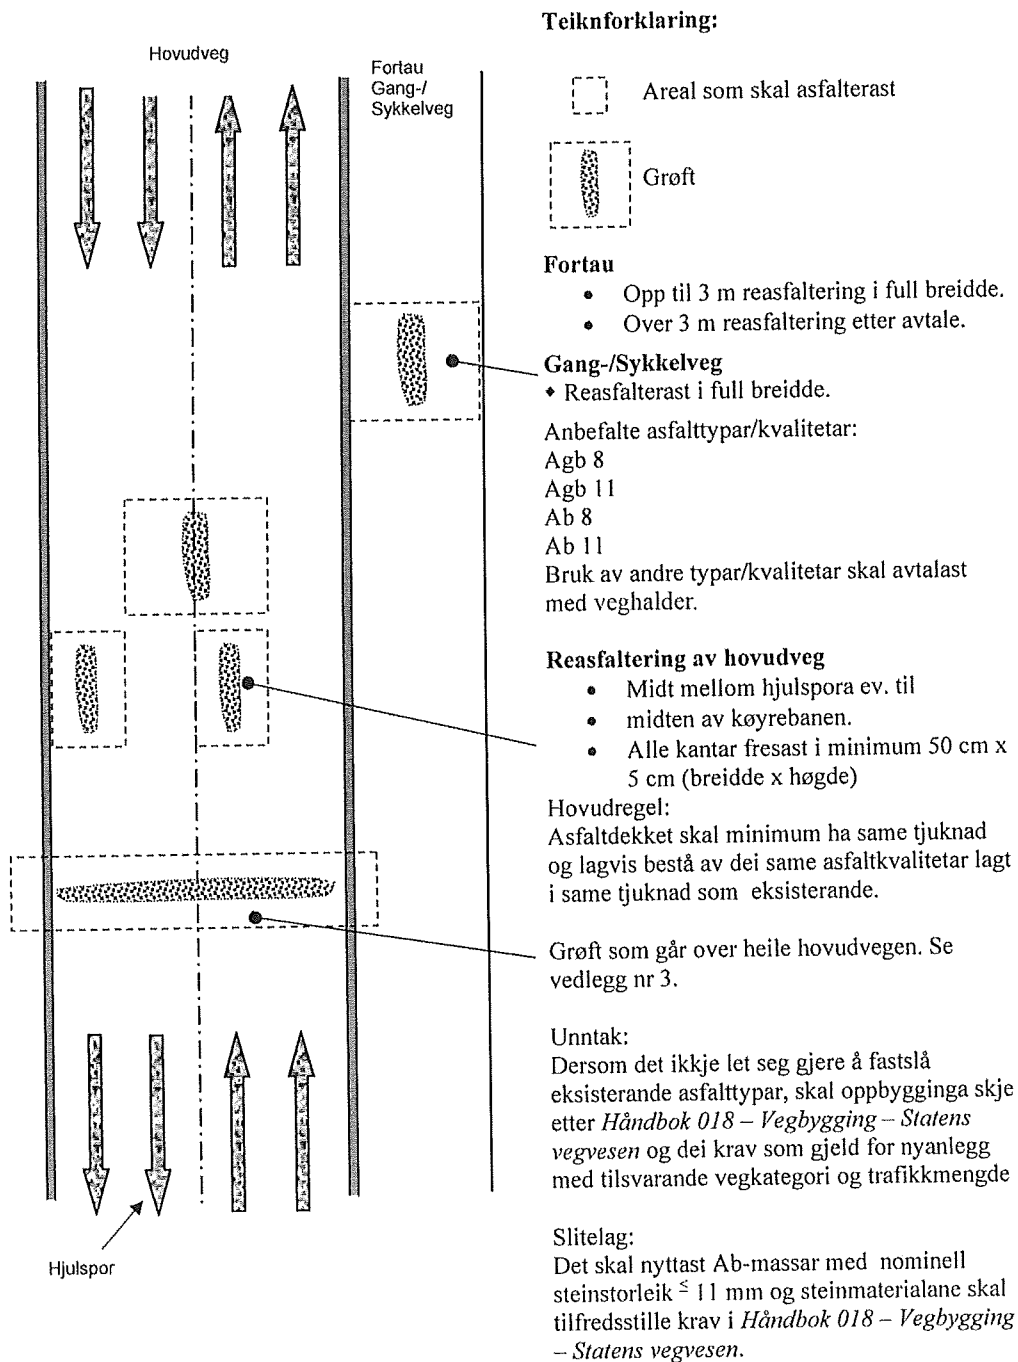 Teiknforklaring:
Hovudveg
Fortau
Gang-/
Sykkelveg
Areal som skal asfalterast
Grøft
Fortau
• Opp til 3 m reasfaltering i full breidde.
• Over 3 m reasfaltering etter avtale.
Gang-/Sykkelveg
♦ Reasfalterast i full breidde.
Anbefalte asfalttypar/kvalitetar:
Agb 8
Agb 11
Ab 8
Ab 11
Bruk av andre typar/kvalitetar skal avtalast
med veghalder.
Reasfaltering av hovudveg
• Midt mellom hjulspora ev. til
• midten av køyrebanen.
• Alle kantar fresast i minimum 50 cm x
5 cm (breidde x høgde)
Hovudregel:
Asfaltdekket skal minimum ha same tjuknad
og lagvis bestå av dei same asfaltkvalitetar lagt
i same tjuknad som eksisterande.
Grøft som går over heile hovudvegen. Se
vedlegg nr 3.
Unntak:
Dersom det ikkje let seg gjere å fastslå
eksisterande asfalttypar, skal oppbygginga skje
etter Håndbok 018 – Vegbygging – Statens
vegvesen og dei krav som gjeld for nyanlegg
med tilsvarande vegkategori og trafikkmengde
Slitelag:
Det skal nyttast Ab-massar med nominell
steinstorleik ≤ 11 mm og steinmaterialane skal
tilfredsstille krav i Håndbok 018 – Vegbygging
– Statens vegvesen.
Hjulspor